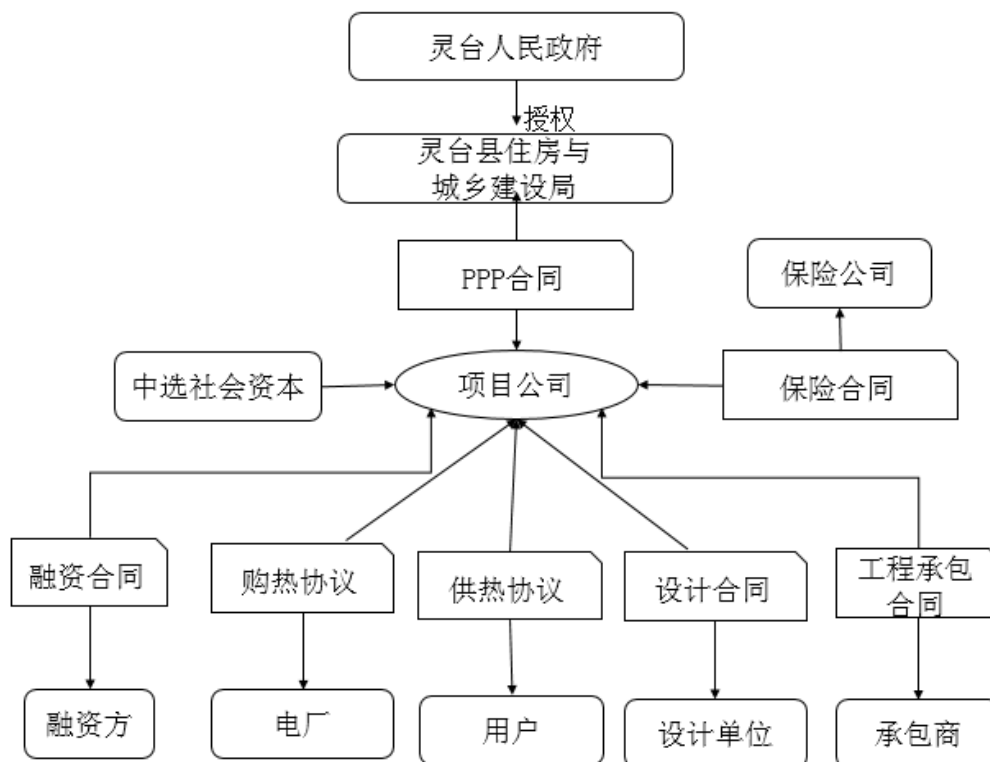 灵台人民政府
授权
灵台县住房与
城乡建设局
PPP合同
保险公司
中选社会资本
项目公司
保险合同
融资合同
购热协议
供热协议
设计合同
工程承包
合同
融资方
电厂
用户
设计单位
承包商